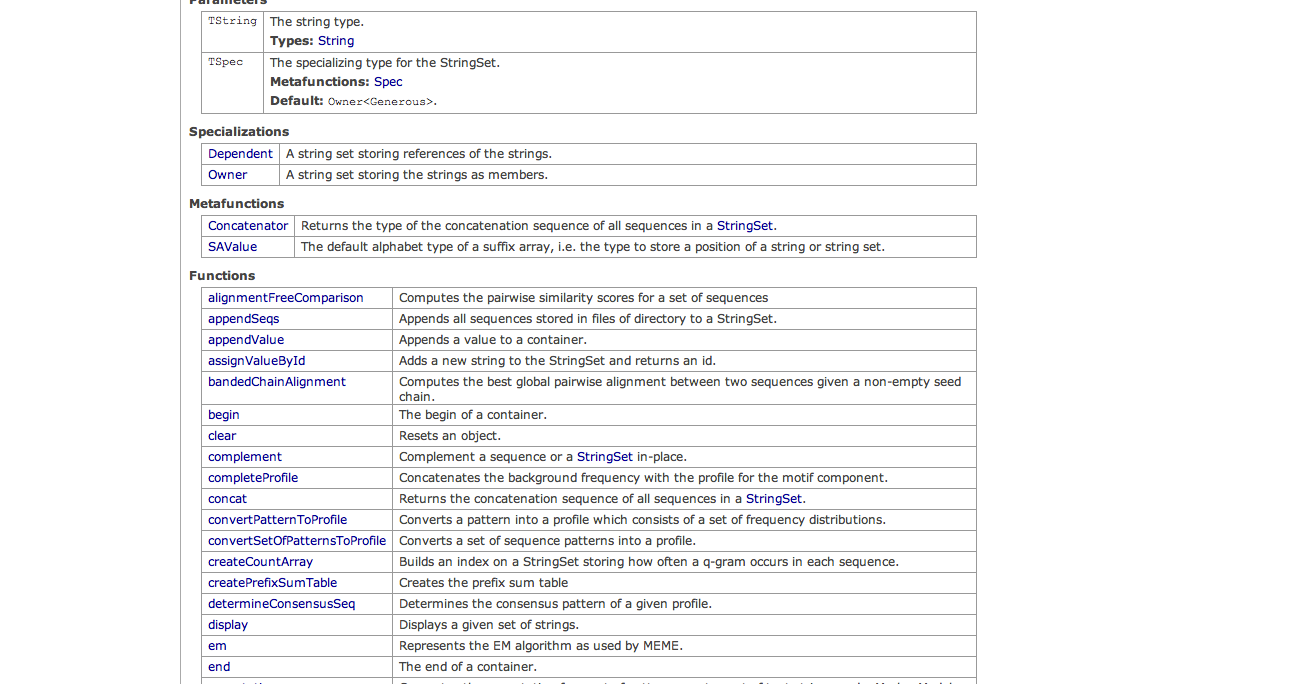 Parameters
TString The string type.
Types: String
TSpec The specializing type for the StringSet.
Metafunctions: Spec
Default: Owner<Generous>.
Specializations
Dependent A string set storing references of the strings.
Owner A string set storing the strings as members.
Metafunctions
Concatenator Returns the type of the concatenation sequence of all sequences in a StringSet.
SAValue The default alphabet type of a suffix array, i.e. the type to store a position of a string or string set.
Functions
alignmentFreeComparison Computes the pairwise similarity scores for a set of sequences
appendSeqs Appends all sequences stored in files of directory to a StringSet.
appendValue Appends a value to a container.
assignValueById Adds a new string to the StringSet and returns an id.
bandedChainAlignment Computes the best global pairwise alignment between two sequences given a non-empty seed
chain.
begin The begin of a container.
clear Resets an object.
complement Complement a sequence or a StringSet in-place.
completeProfile Concatenates the background frequency with the profile for the motif component.
concat Returns the concatenation sequence of all sequences in a StringSet.
convertPatternToProfile Converts a pattern into a profile which consists of a set of frequency distributions.
convertSetOfPatternsToProfile Converts a set of sequence patterns into a profile.
createCountArray Builds an index on a StringSet storing how often a q-gram occurs in each sequence.
createPrefixSumTable Creates the prefix sum table
determineConsensusSeq Determines the consensus pattern of a given profile.
display Displays a given set of strings.
em Represents the EM algorithm as used by MEME.
end The end of a container.